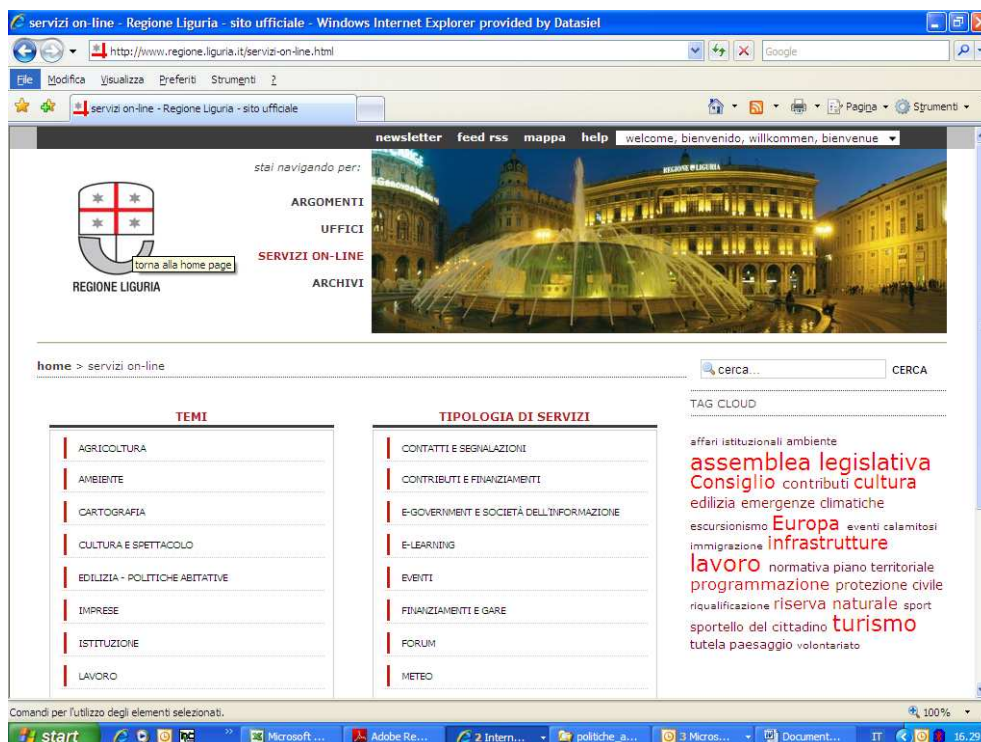 servizi on-line - Regione Liguria - sito ufficiale - Windows Internet Explorer provided by Datasiel
http://www.regione.liguria.it/servizi-on-line.html
Google
File Modifica Visualizza Preferiti Strumenti ?
servizi on-line - Regione Liguria - sito ufficiale
Pagina Strumenti
newsletter feed rss mappa help welcome, bienvenido, willkommen, bienvenue
stai navigando per:
ARGOMENTI
UFFICI
SERVIZI ON-LINE
ARCHIVI
torna alla home page
REGIONE LIGURIA
REGIONE LIGURIA
home > servizi on-line
cerca... CERCA
TEMI
AGRICOLTURA
AMBIENTE
CARTOGRAFIA
CULTURA E SPETTACOLO
EDILIZIA - POLITICHE ABITATIVE
IMPRESE
ISTITUZIONE
LAVORO
TIPOLOGIA DI SERVIZI
CONTATTI E SEGNALAZIONI
CONTRIBUTI E FINANZIAMENTI
E-GOVERNMENT E SOCIETÀ DELL'INFORMAZIONE
E-LEARNING
EVENTI
FINANZIAMENTI E GARE
FORUM
METEO
TAG CLOUD
affari istituzionali ambiente
assemblea legislativa
Consiglio contributi cultura
edilizia emergenze climatiche
escursionismo Europa eventi calamitosi
immigrazione infrastrutture
lavoro normativa piano territoriale
programmazione protezione civile
riqualificazione riserva naturale sport
sportello del cittadino turismo
tutela paesaggio volontariato
Comandi per l'utilizzo degli elementi selezionati.
100%
start Microsoft ... Adobe Re... 2 Intern... politiche_a... 3 Micros... Document... IT 16.29